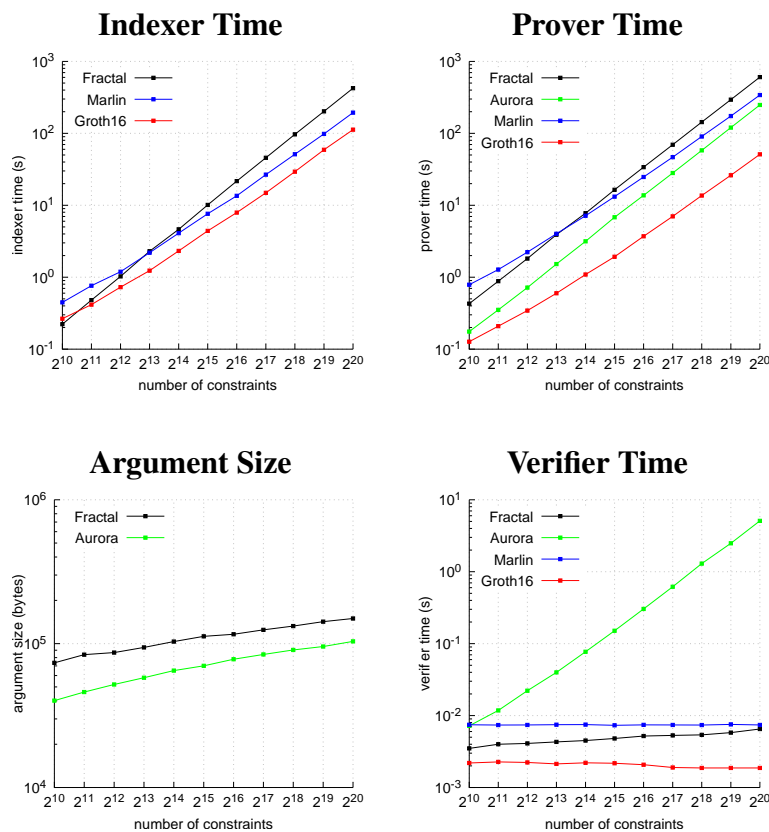 Indexer Time
10^3
10^2
10^1
10^0
10^-1
indexer time (s)
Fractal
Marlin
Groth16
2^10 2^11 2^12 2^13 2^14 2^15 2^16 2^17 2^18 2^19 2^20
number of constraints
Prover Time
10^3
10^2
10^1
10^0
10^-1
prover time (s)
Fractal
Aurora
Marlin
Groth16
2^10 2^11 2^12 2^13 2^14 2^15 2^16 2^17 2^18 2^19 2^20
number of constraints
Argument Size
10^6
10^5
10^4
argument size (bytes)
Fractal
Aurora
2^10 2^11 2^12 2^13 2^14 2^15 2^16 2^17 2^18 2^19 2^20
number of constraints
Verifier Time
10^1
10^0
10^-1
10^-2
10^-3
verifer time (s)
Fractal
Aurora
Marlin
Groth16
2^10 2^11 2^12 2^13 2^14 2^15 2^16 2^17 2^18 2^19 2^20
number of constraints